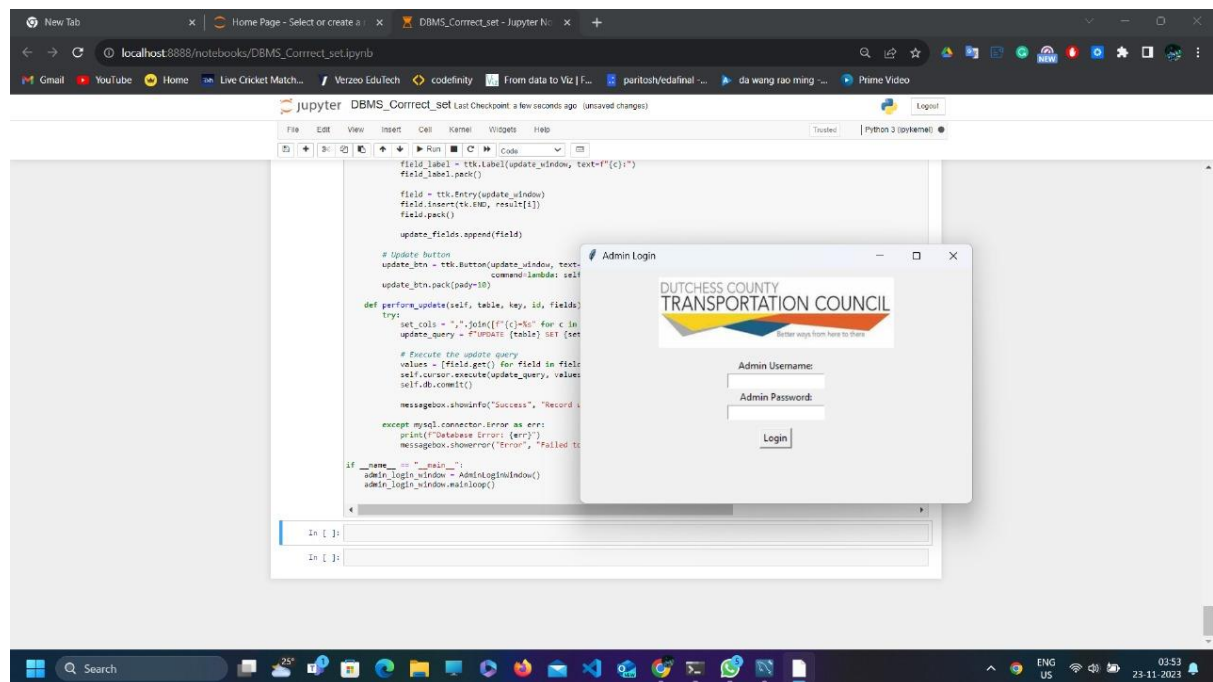 New Tab
Home Page - Select or create a
DBMS_Corrrect_set - Jupyter No
localhost:8888/notebooks/DBMS_Corrrect_set.ipynb
NEW
Gmail
YouTube
Home
Live Cricket Match...
Verzeo EduTech
codefinity
From data to Viz | F...
paritosh/edafinal -...
da wang rao ming -...
Prime Video
jupyter DBMS_Corrrect_set Last Checkpoint: a few seconds ago (unsaved changes)
Logout
File Edit View Insert Cell Kernel Widgets Help
Trusted
Python 3 (ipykernel)
Run
Code
field_label = ttk.Label(update_window, text=f"{c}:")
field_label.pack()
field = ttk.Entry(update_window)
field.insert(tk.END, result[i])
field.pack()
update_fields.append(field)
# Update button
update_btn = ttk.Button(update_window, text=
command=lambda: self
update_btn.pack(pady=10)
def perform_update(self, table, key, id, fields)
try:
set_cols = ",".join([f"{c}=%s" for c in
update_query = f"UPDATE {table} SET {set
# Execute the update query
values = [field.get() for field in field
self.cursor.execute(update_query, values
self.db.commit()
messagebox.showinfo("Success", "Record
except mysql.connector.Error as err:
print(f"Database Error: {err}")
messagebox.showerror("Error", "Failed to
if __name__ == "__main__":
admin_login_window = AdminLoginWindow()
admin_login_window.mainloop()
In [ ]:
In [ ]:
Admin Login
DUTCHESS COUNTY
TRANSPORTATION COUNCIL
Better ways from here to there
Admin Username:
Admin Password:
Login
Search
25°
ENG
US
03:53
23-11-2023